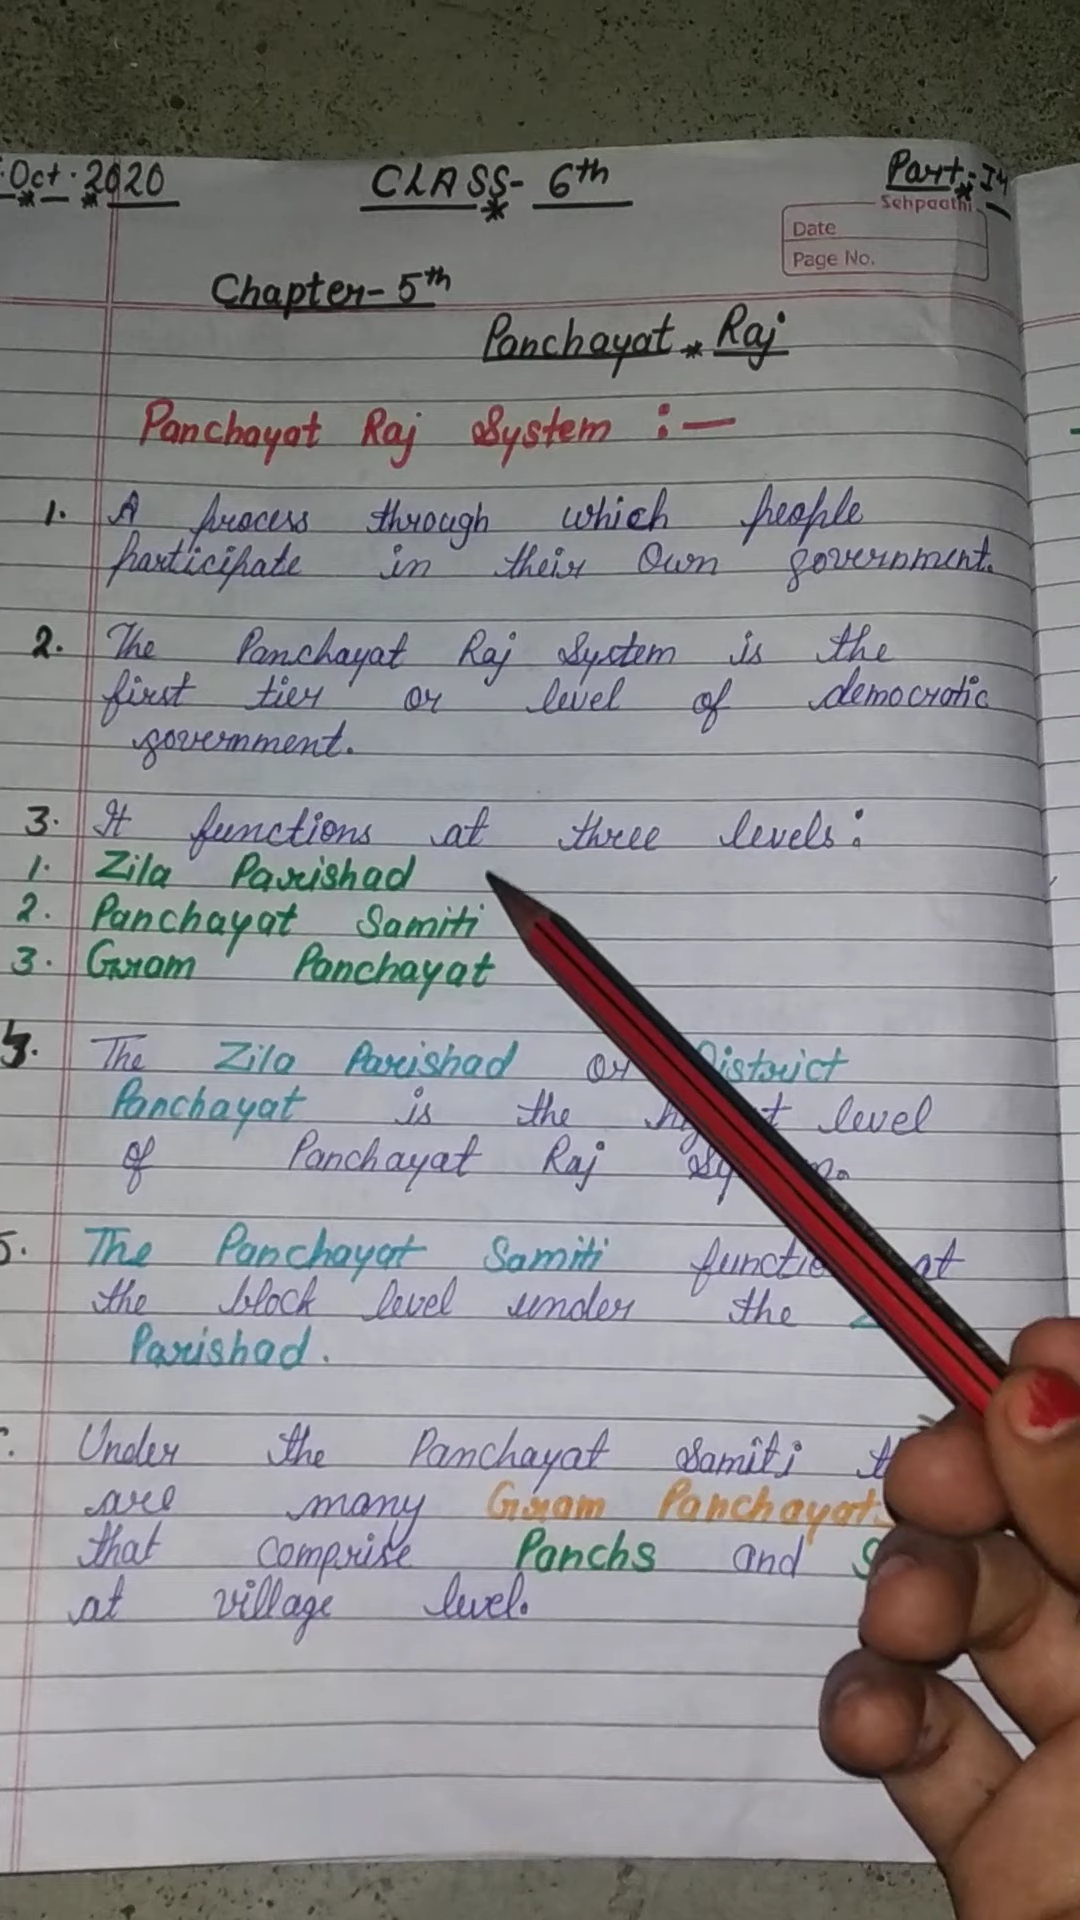 Oct. 2020
CLASS- 6th
Part-
Sehpaathi
Date
Page No.
Chapter- 5th
Panchayat Raj
Panchayat Raj System :—
1. A process through which people
participate in their Own government.
2. The Panchayat Raj System is the
first tier or level of democratic
government.
3. It functions at three levels:
1. Zila Parishad
2. Panchayat Samiti
3. Gram Panchayat
4. The Zila Parishad or District
Panchayat is the level
of Panchayat Raj
5. The Panchayat Samiti at
the block level under the
Parishad.
Under the Panchayat Samiti
are many Gram Panchayat
that comprise Panchs and
at village level.